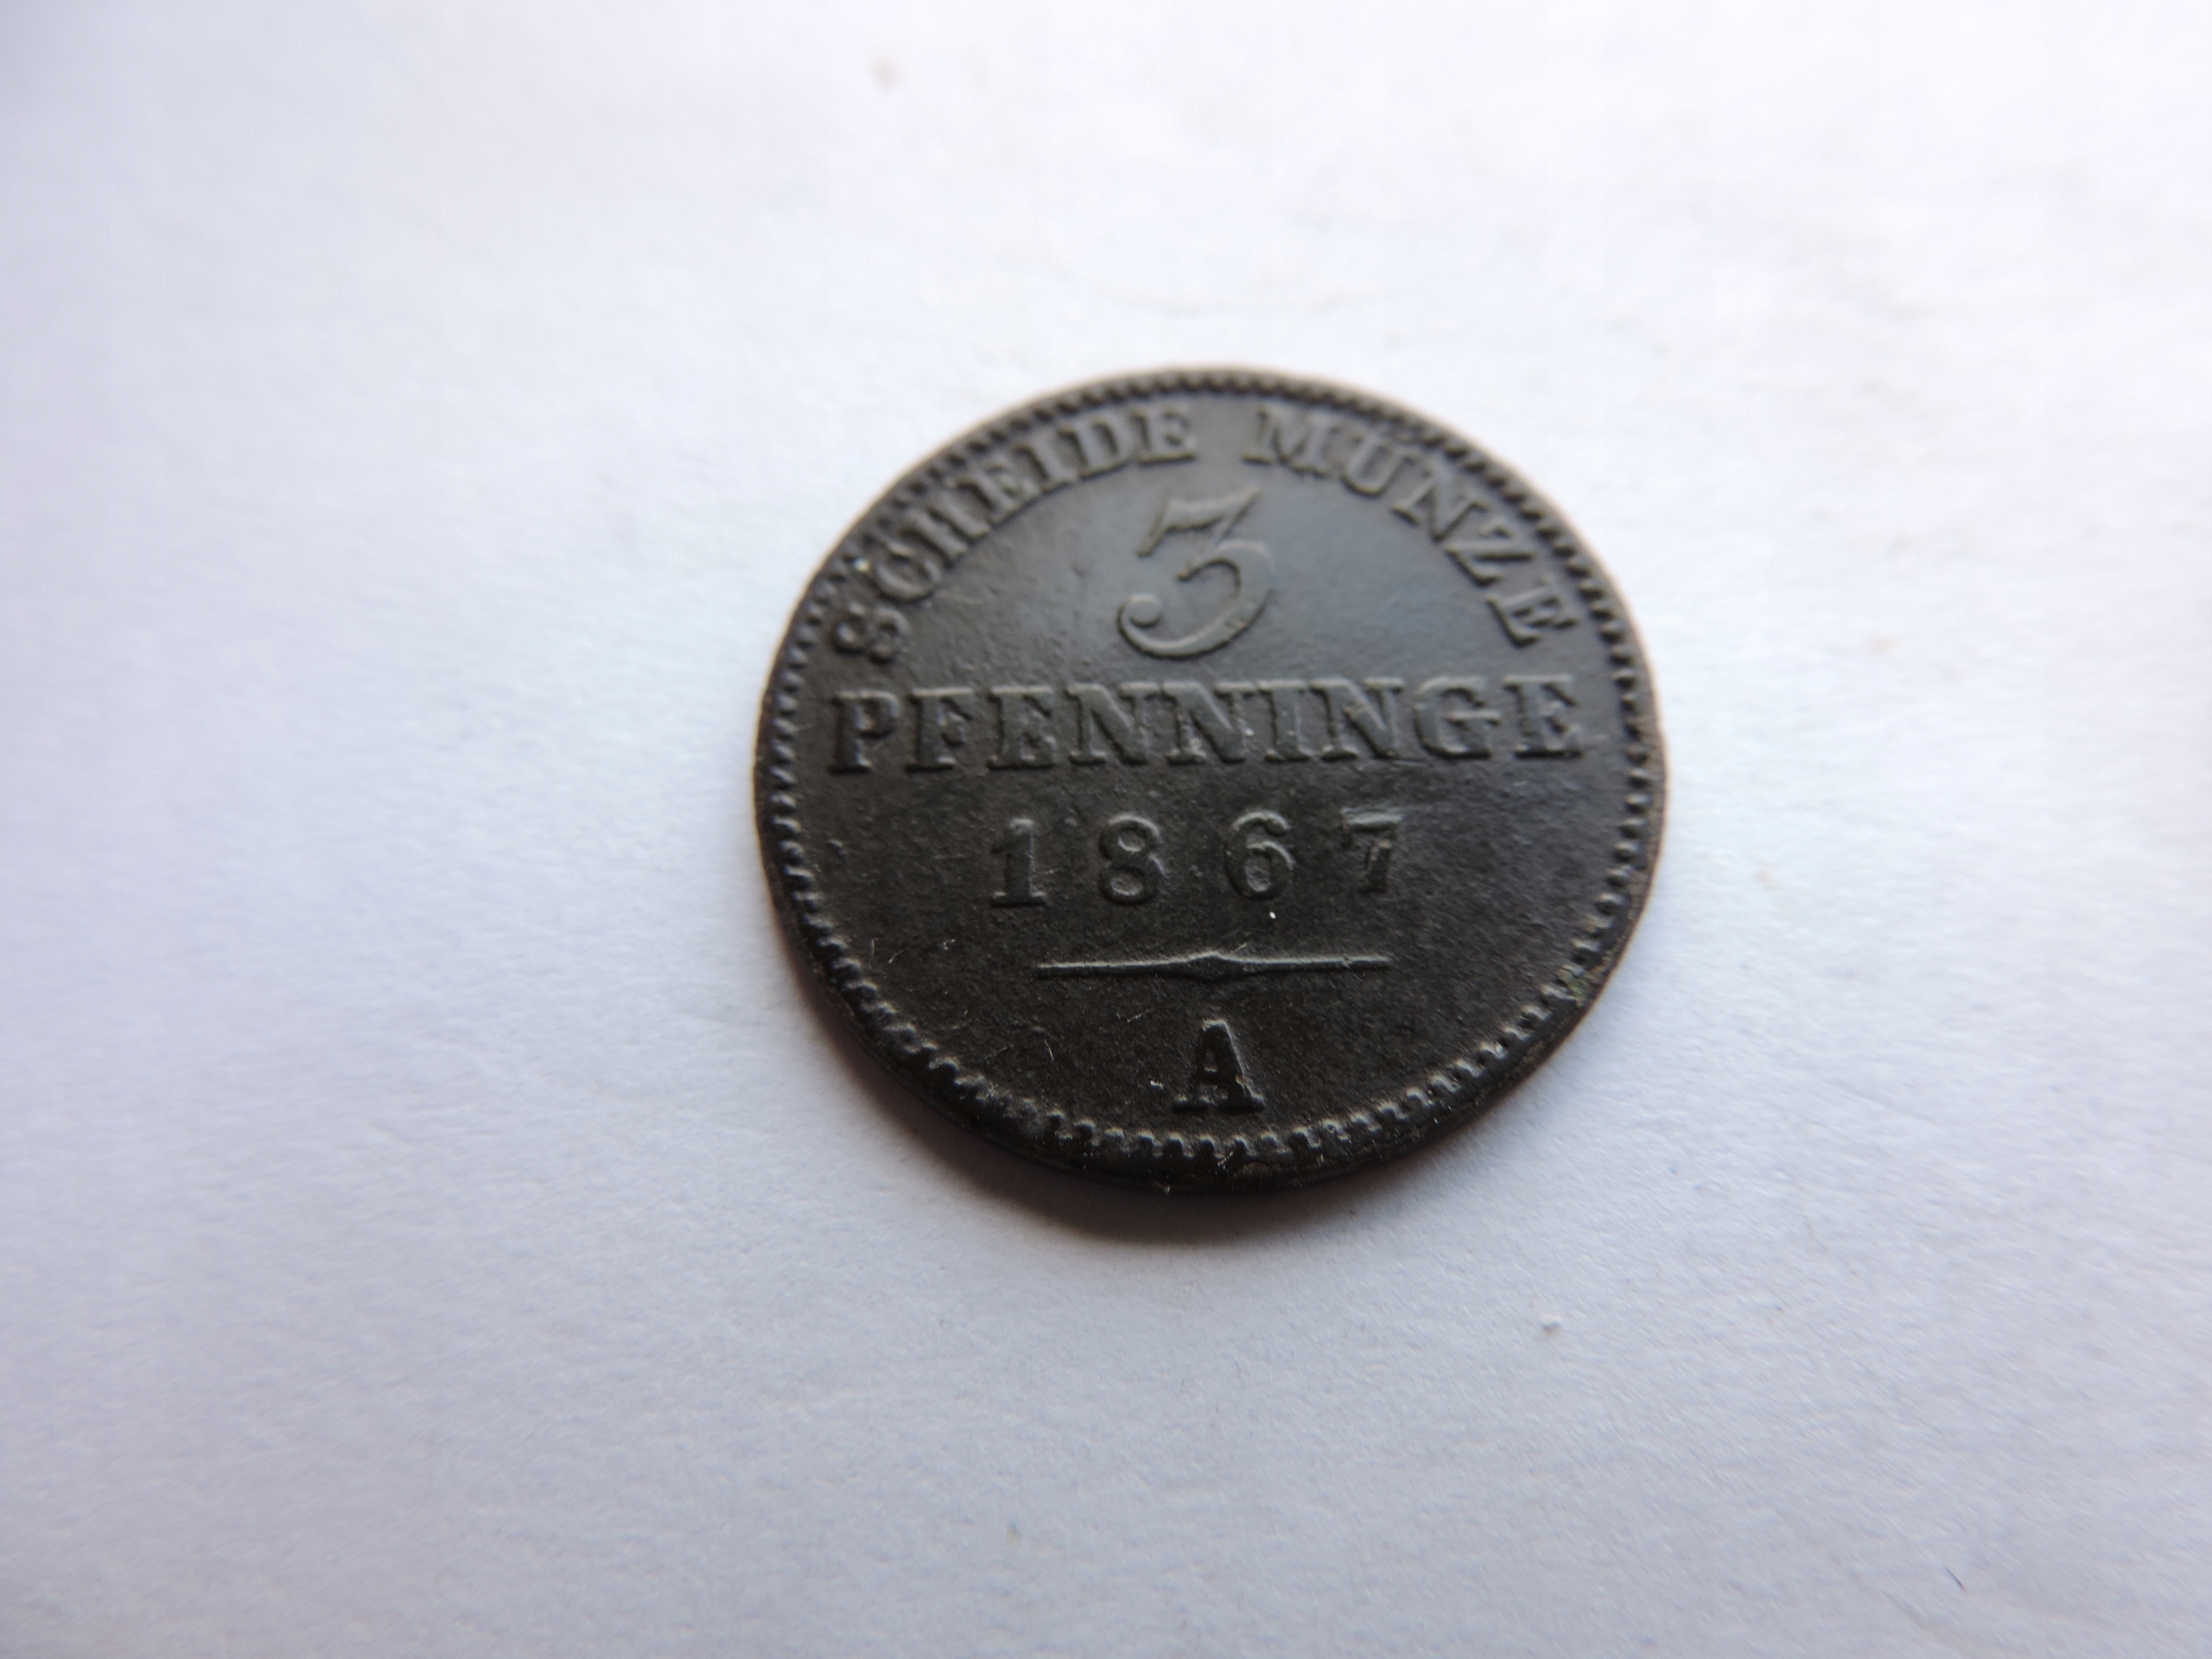 SCHEIDE MÜNZE
3
PFENNINGE
1867
A